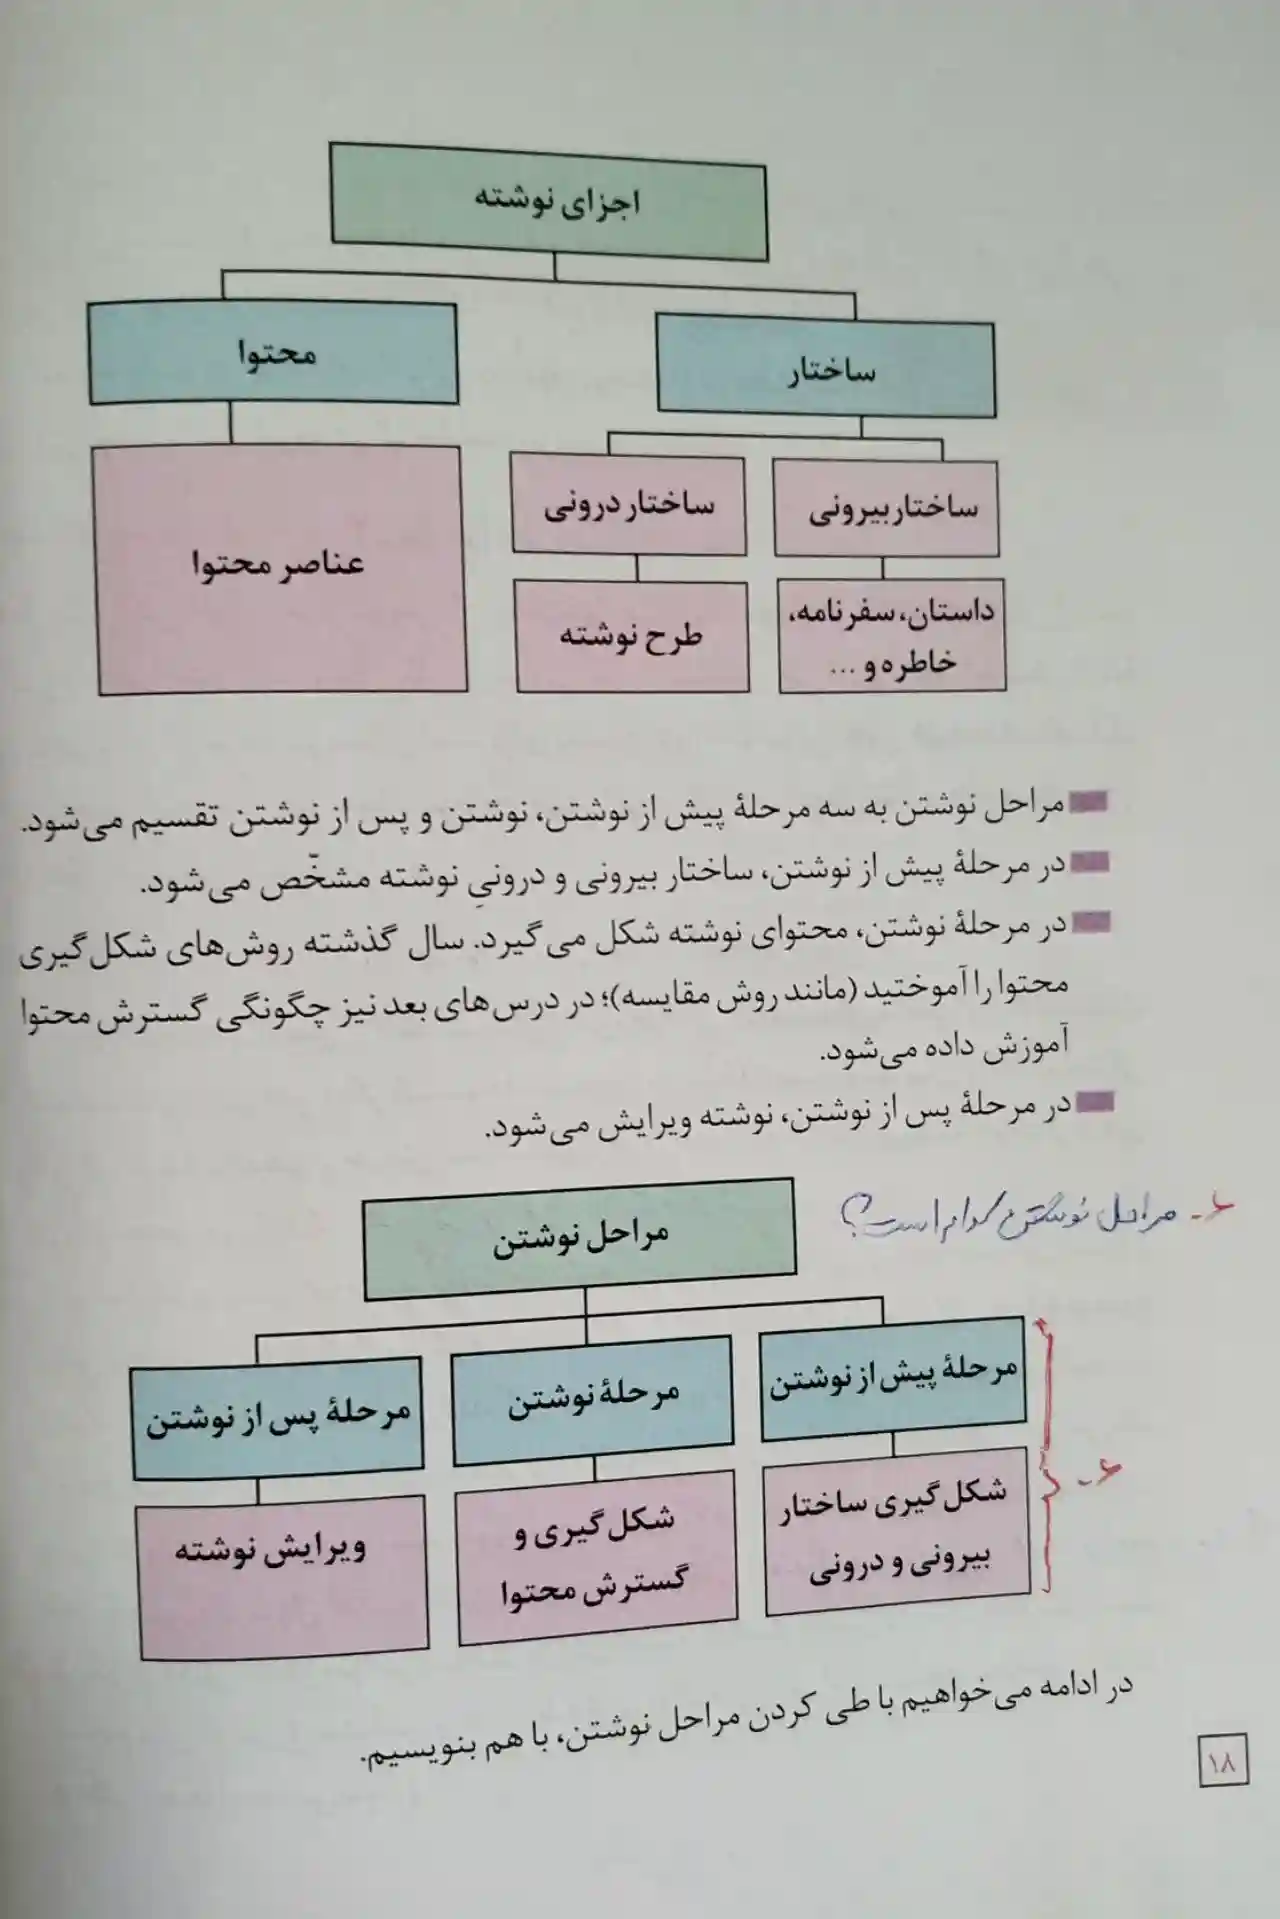 اجزای نوشته
ساختار
محتوا
ساختار بیرونی
ساختار درونی
عناصر محتوا
داستان، سفرنامه،
خاطره و ...
طرح نوشته
مراحل نوشتن به سه مرحلهٔ پیش از نوشتن، نوشتن و پس از نوشتن تقسیم می‌شود.
در مرحلهٔ پیش از نوشتن، ساختار بیرونی و درونیِ نوشته مشخّص می‌شود.
در مرحلهٔ نوشتن، محتوای نوشته شکل می‌گیرد. سال گذشته روش‌های شکل‌گیری
محتوا را آموختید (مانند روش مقایسه)؛ در درس‌های بعد نیز چگونگی گسترش محتوا
آموزش داده می‌شود.
در مرحلهٔ پس از نوشتن، نوشته ویرایش می‌شود.
۶- مراحل نوشتن کدام است؟
مراحل نوشتن
مرحلهٔ پیش از نوشتن
مرحلهٔ نوشتن
مرحلهٔ پس از نوشتن
۶-
شکل‌گیری ساختار
بیرونی و درونی
شکل‌گیری و
گسترش محتوا
ویرایش نوشته
در ادامه می‌خواهیم با طی کردن مراحل نوشتن، با هم بنویسیم.
۱۸